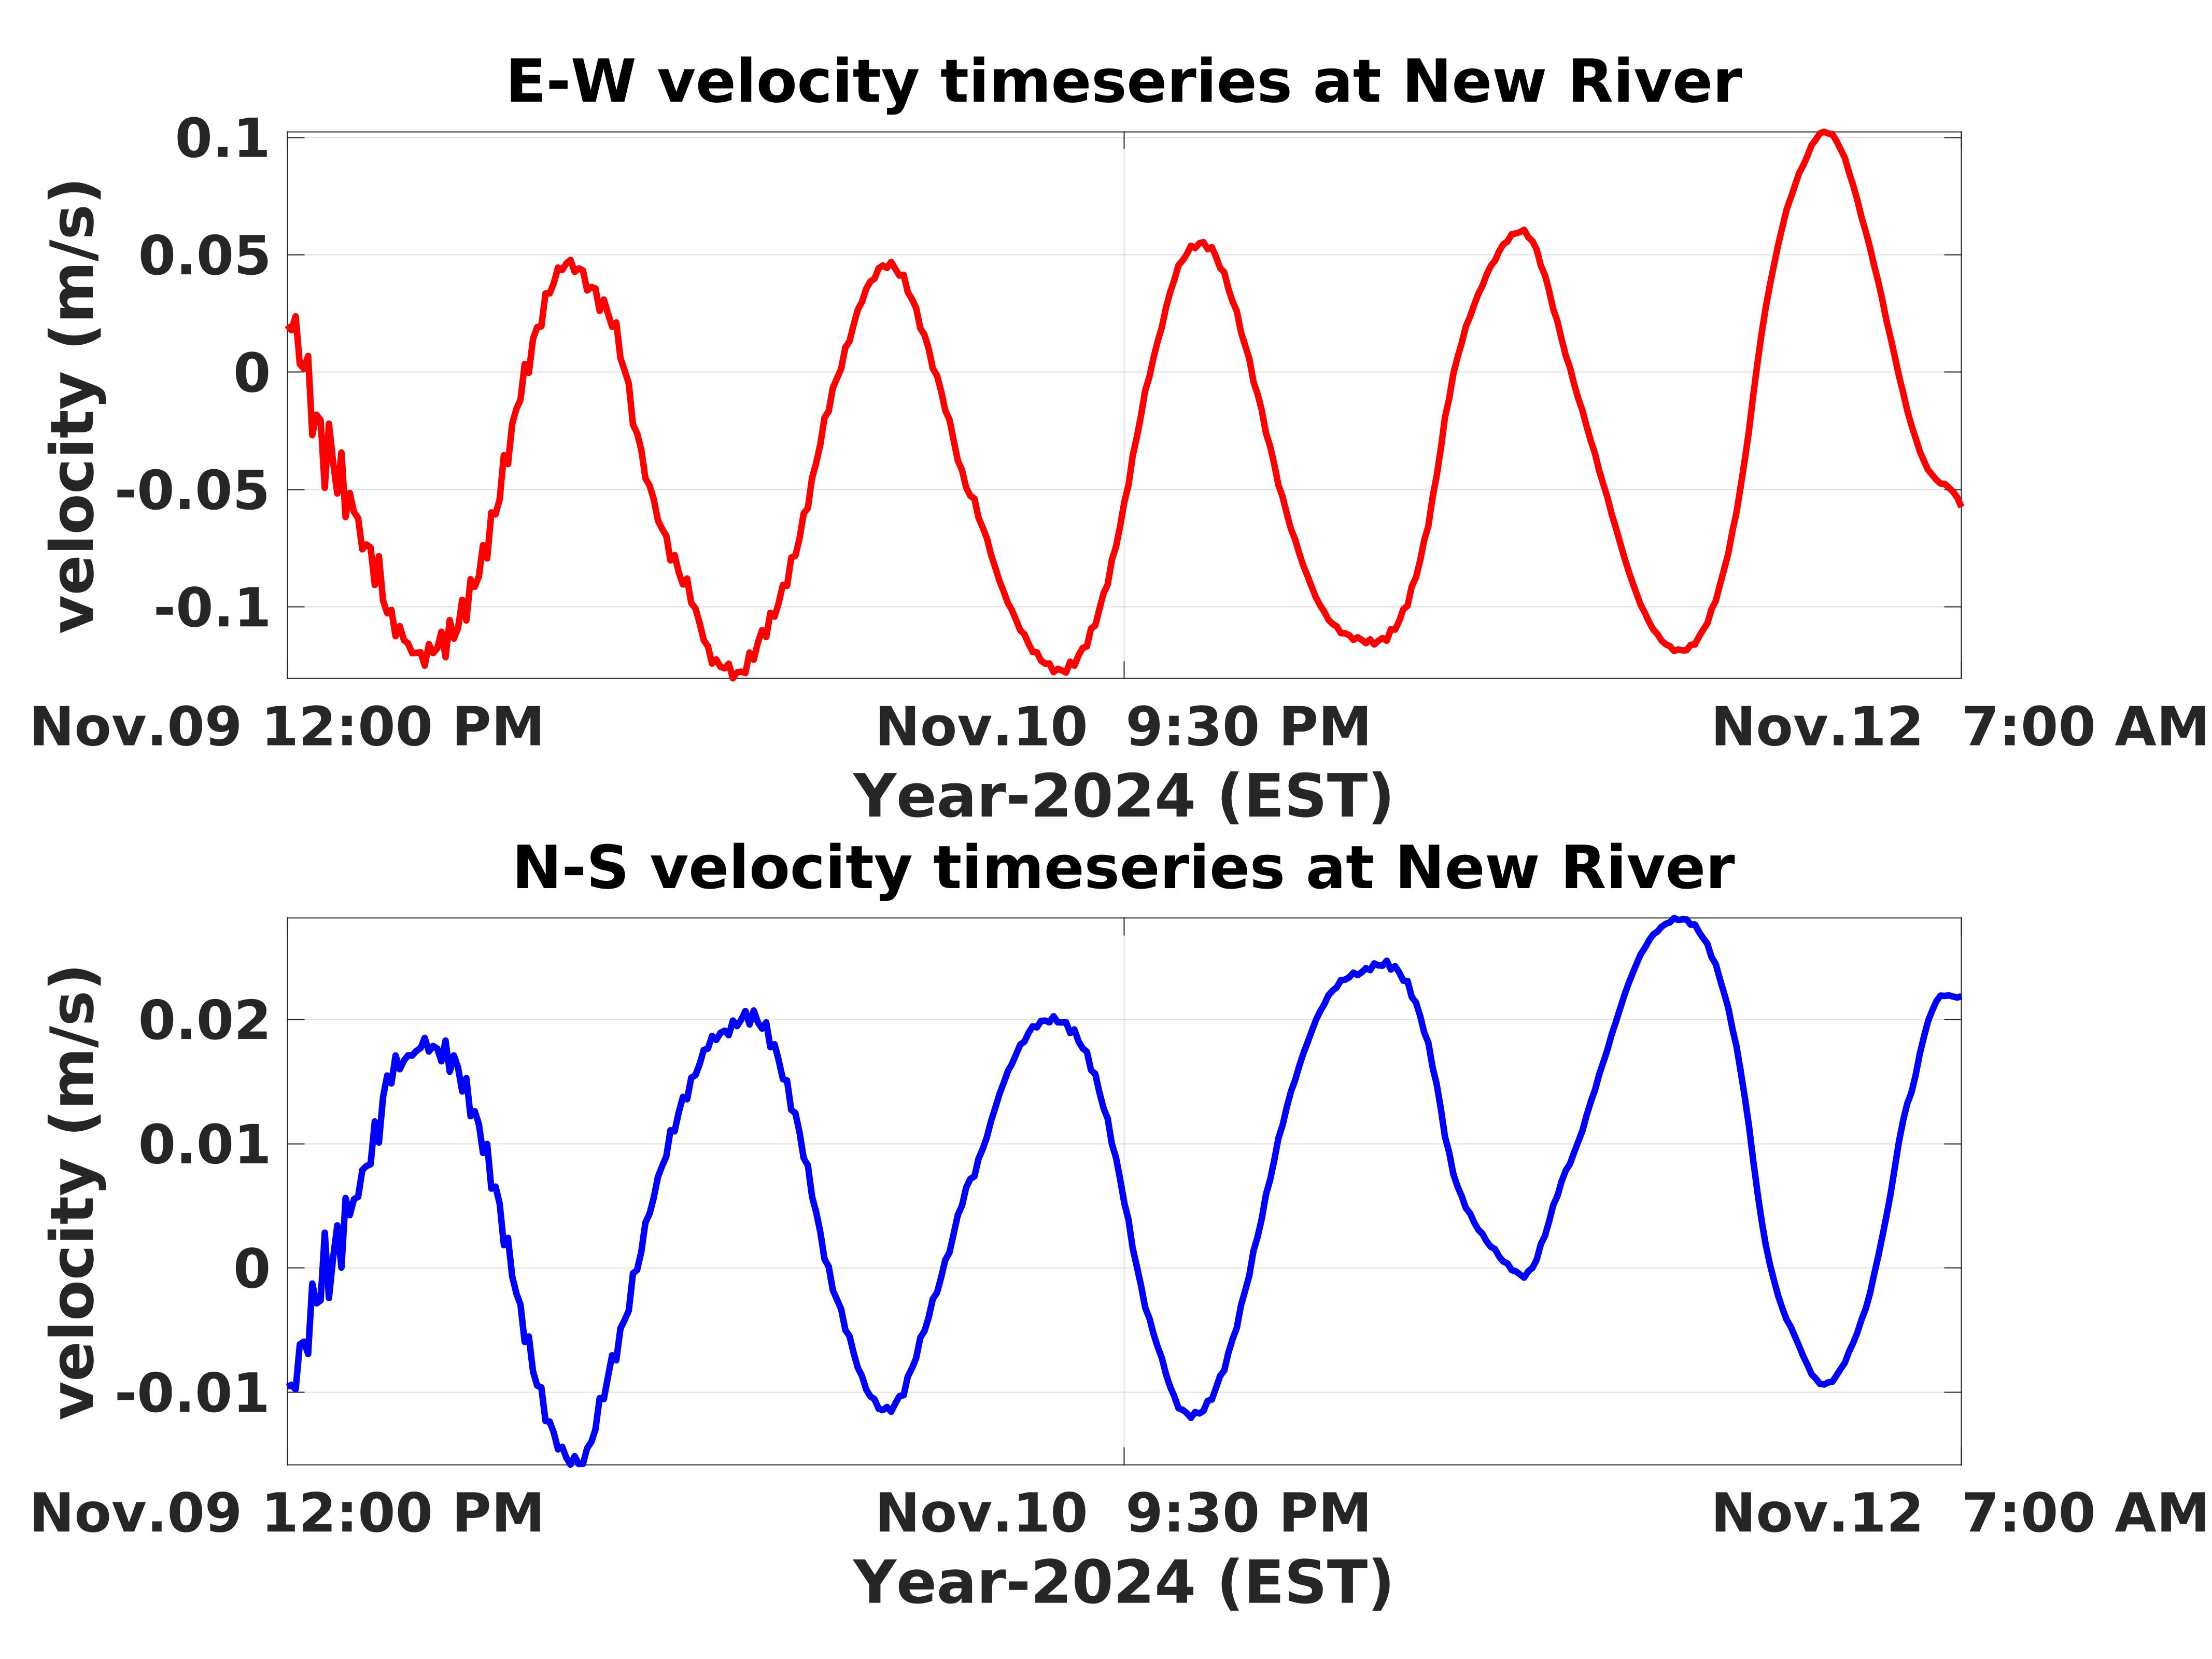 E-W velocity timeseries at New River
velocity (m/s)
0.1
0.05
0
-0.05
-0.1
Nov.09 12:00 PM
Nov.10  9:30 PM
Nov.12  7:00 AM
Year-2024 (EST)
N-S velocity timeseries at New River
velocity (m/s)
0.02
0.01
0
-0.01
Nov.09 12:00 PM
Nov.10  9:30 PM
Nov.12  7:00 AM
Year-2024 (EST)